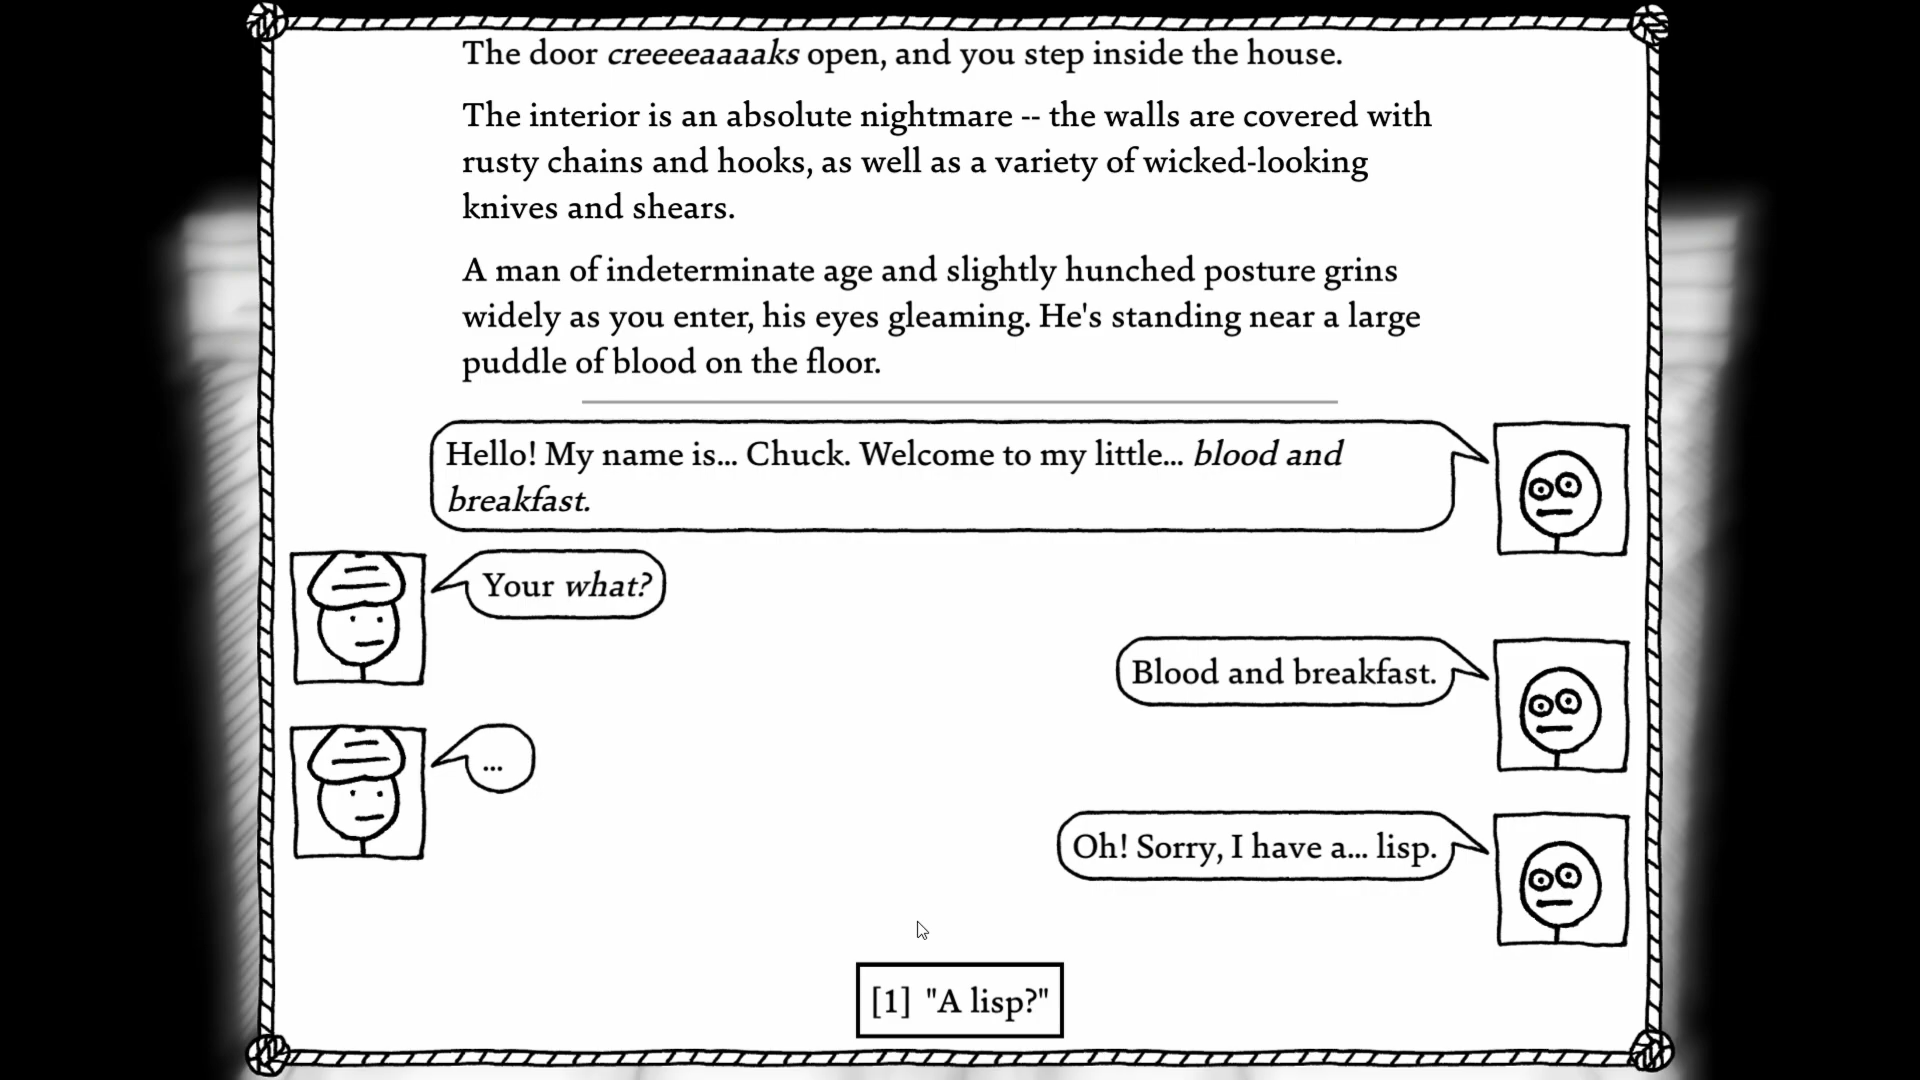 The door creeeeaaaaks open, and you step inside the house.
The interior is an absolute nightmare -- the walls are covered with
rusty chains and hooks, as well as a variety of wicked-looking
knives and shears.
A man of indeterminate age and slightly hunched posture grins
widely as you enter, his eyes gleaming. He's standing near a large
puddle of blood on the floor.
Hello! My name is... Chuck. Welcome to my little... blood and
breakfast.
Your what?
Blood and breakfast.
...
Oh! Sorry, I have a... lisp.
[1] "A lisp?"